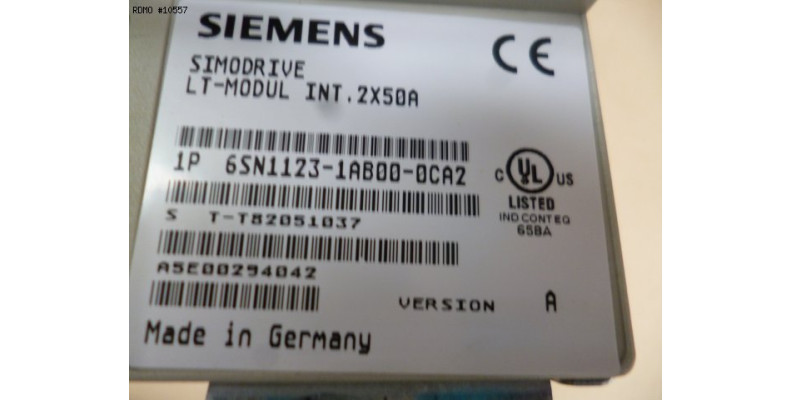 RDMO #10557
SIEMENS
CE
SIMODRIVE
LT-MODUL INT.2X50A
1P 6SN1123-1AB00-0CA2
C UL US
LISTED
IND CONT EQ
65BA
S T-T82051037
A5E00294042
VERSION A
Made in Germany